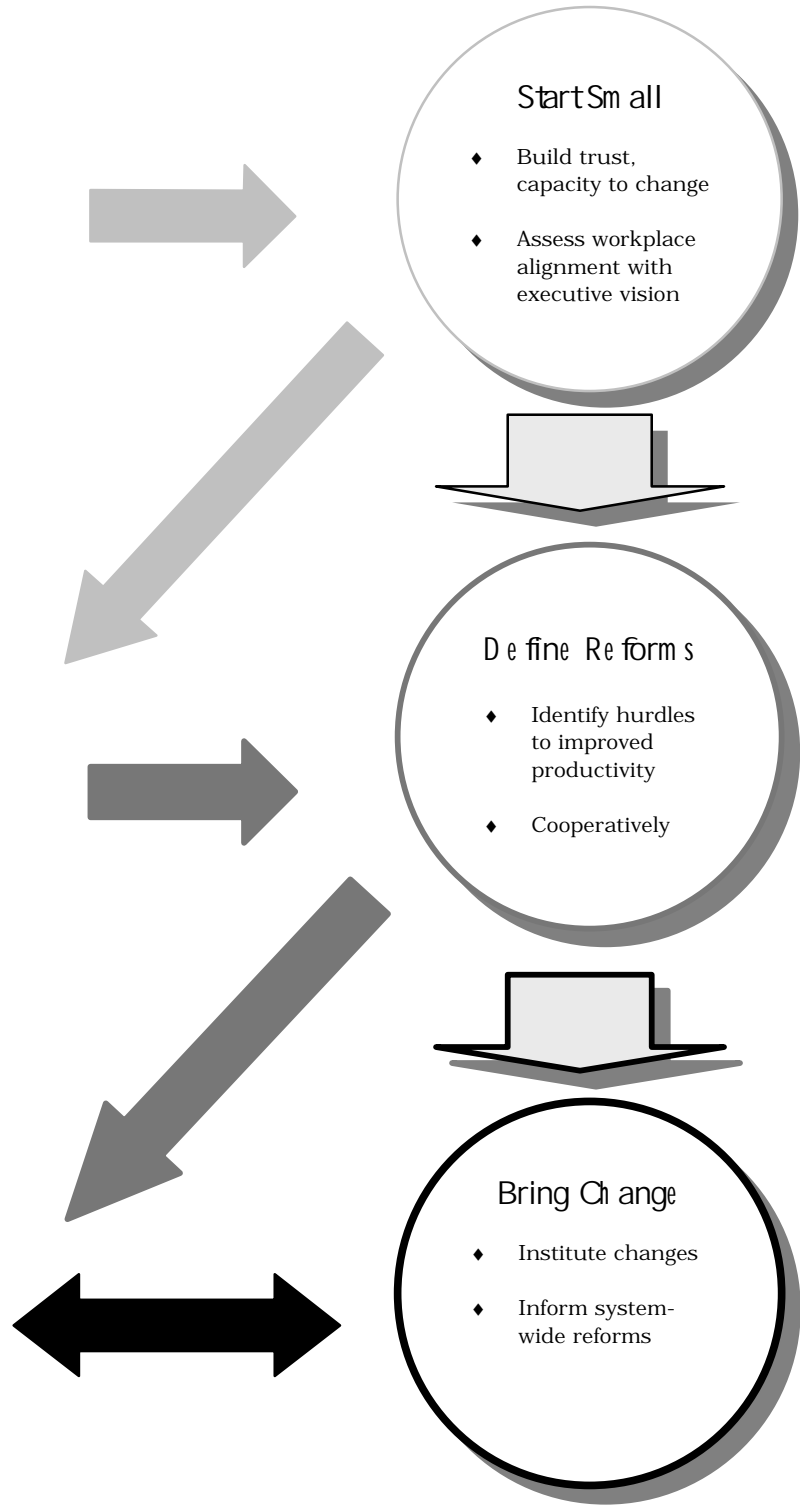 Start Small
♦ Build trust,
capacity to change
♦ Assess workplace
alignment with
executive vision
Define Reforms
♦ Identify hurdles
to improved
productivity
♦ Cooperatively
Bring Change
♦ Institute changes
♦ Inform system-
wide reforms